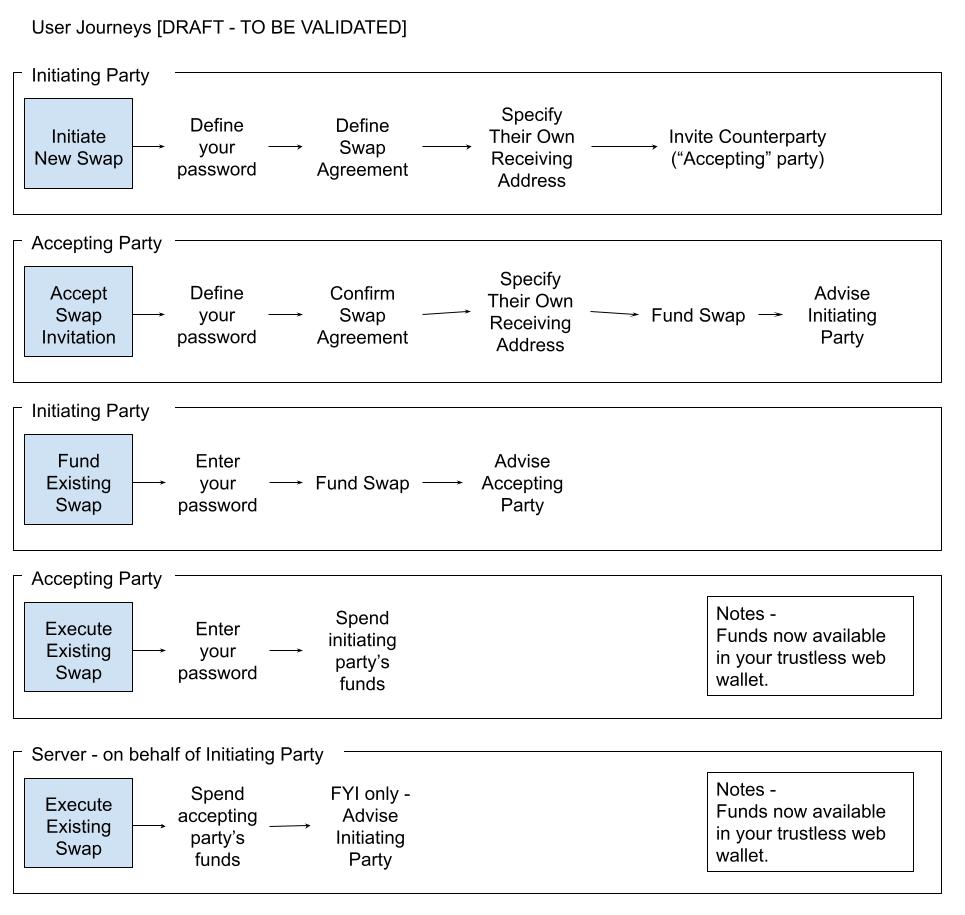 User Journeys [DRAFT - TO BE VALIDATED]
Initiating Party
Initiate
New Swap
Define
your
password
Define
Swap
Agreement
Specify
Their Own
Receiving
Address
Invite Counterparty
(“Accepting” party)
Accepting Party
Accept
Swap
Invitation
Define
your
password
Confirm
Swap
Agreement
Specify
Their Own
Receiving
Address
Fund Swap
Advise
Initiating
Party
Initiating Party
Fund
Existing
Swap
Enter
your
password
Fund Swap
Advise
Accepting
Party
Accepting Party
Execute
Existing
Swap
Enter
your
password
Spend
initiating
party’s
funds
Notes -
Funds now available
in your trustless web
wallet.
Server - on behalf of Initiating Party
Execute
Existing
Swap
Spend
accepting
party’s
funds
FYI only -
Advise
Initiating
Party
Notes -
Funds now available
in your trustless web
wallet.